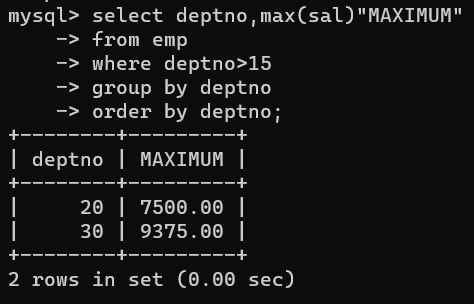 mysql> select deptno,max(sal)"MAXIMUM"
    -> from emp
    -> where deptno>15
    -> group by deptno
    -> order by deptno;
+--------+---------+
| deptno | MAXIMUM |
+--------+---------+
|     20 | 7500.00 |
|     30 | 9375.00 |
+--------+---------+
2 rows in set (0.00 sec)